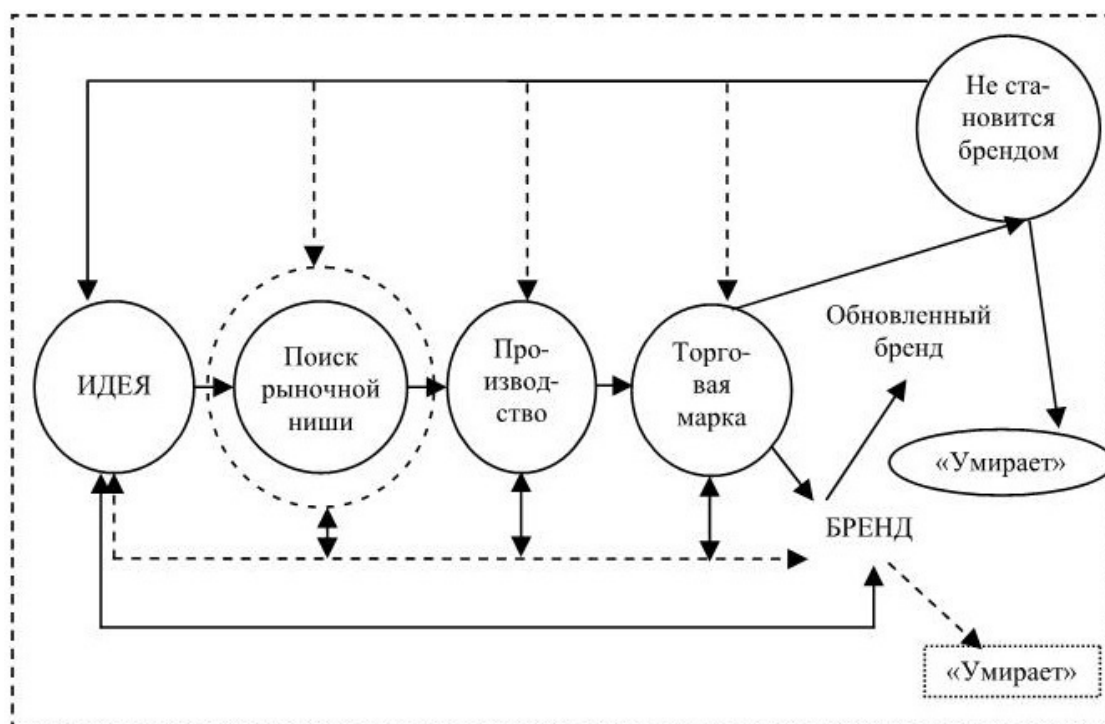 Не ста-
новится
брендом
ИДЕЯ
Поиск
рыночной
ниши
Про-
извод-
ство
Торго-
вая
марка
Обновленный
бренд
«Умирает»
БРЕНД
«Умирает»